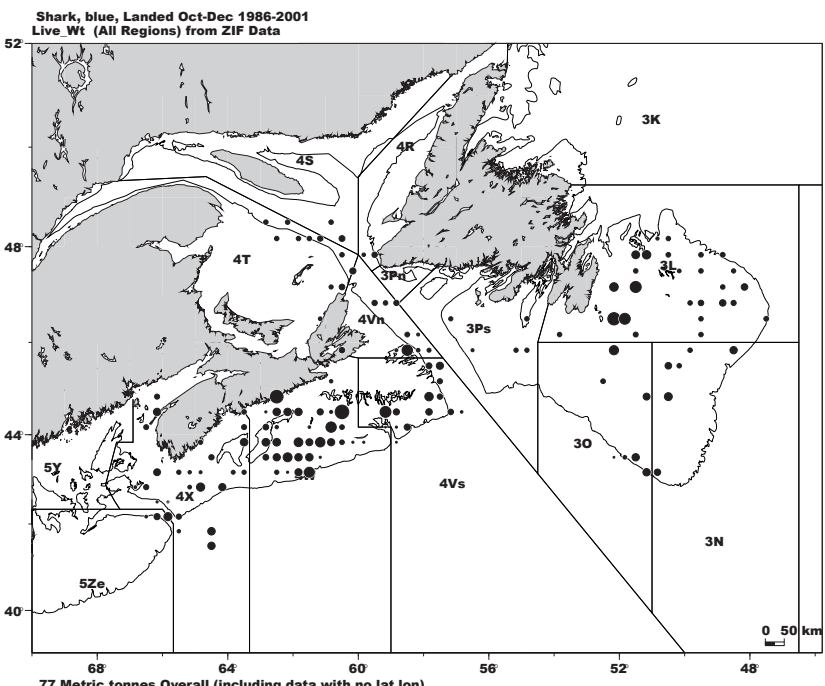 Shark, blue, Landed Oct-Dec 1986-2001
Live_Wt (All Regions) from ZIF Data
52
3K
4R
4S
48
4T
3L
3Pn
4Vn
3Ps
44
5Y
3O
4X
4Vs
3N
5Ze
40
0 50 km
68 64 60 56 52 48
77 Metric tonnes Overall (including data with no lat lon)